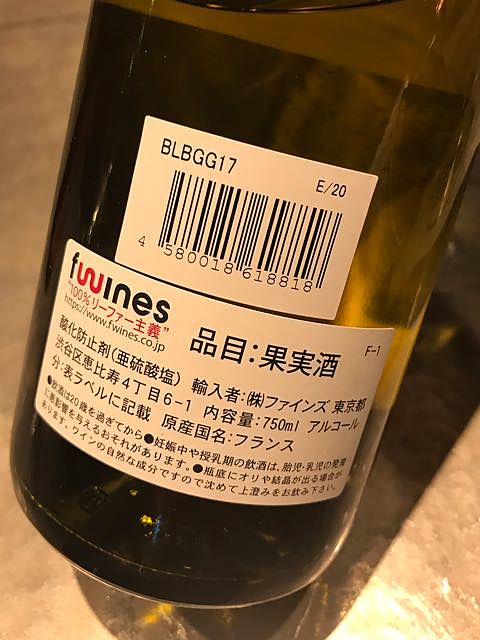 BLBGG17
E/20
4 580018 618818
fwines
"100%リーファー主義"
https://www.fwines.co.jp
品目:果実酒
F-1
酸化防止剤(亜硫酸塩) 輸入者:㈱ファインズ 東京都
渋谷区恵比寿4丁目6-1 内容量:750ml アルコール
分:表ラベルに記載 原産国名:フランス
●飲酒は20歳を過ぎてから●妊娠中や授乳期の飲酒は、胎児・乳児の発育
に悪影響を与えるおそれがあります。●瓶底にオリや結晶が出る場合が
あります。ワインの自然な成分ですので沈めて上澄みをお飲み下さい。